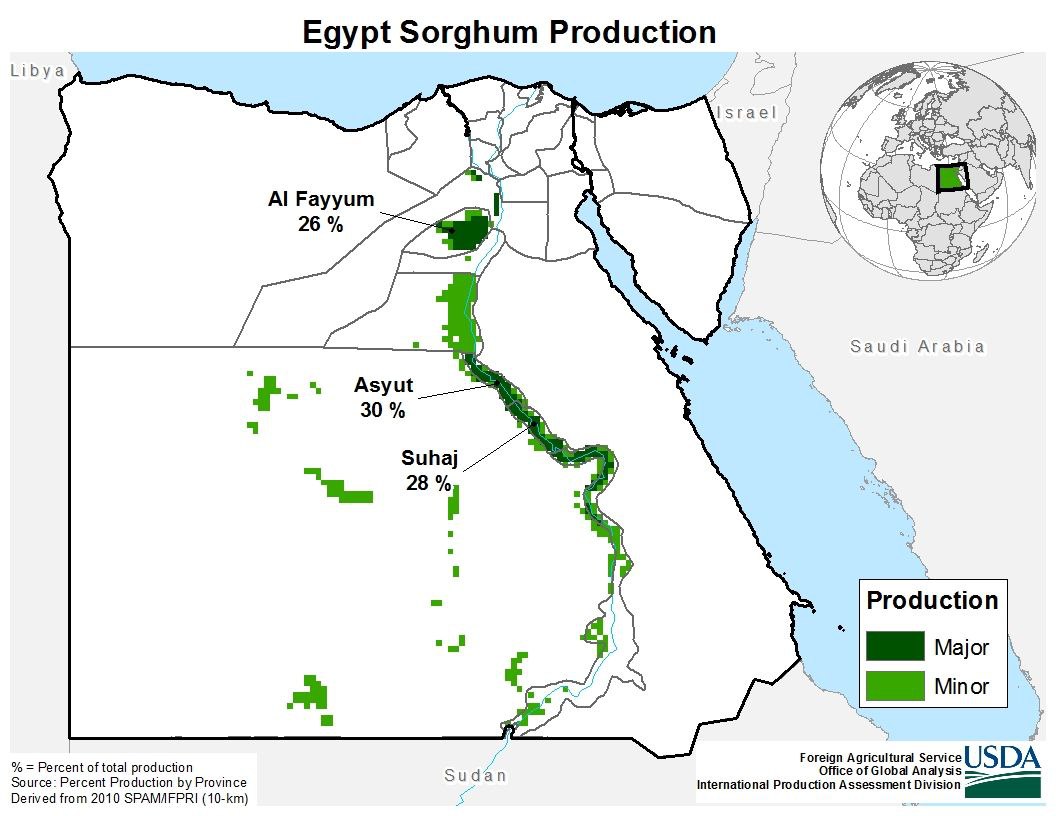 Egypt Sorghum Production
Libya
Israel
Al Fayyum
26 %
Saudi Arabia
Asyut
30 %
Suhaj
28 %
Production
Major
Minor
% = Percent of total production
Source: Percent Production by Province
Derived from 2010 SPAM/IFPRI (10-km)
Sudan
Foreign Agricultural Service
Office of Global Analysis
International Production Assessment Division
USDA